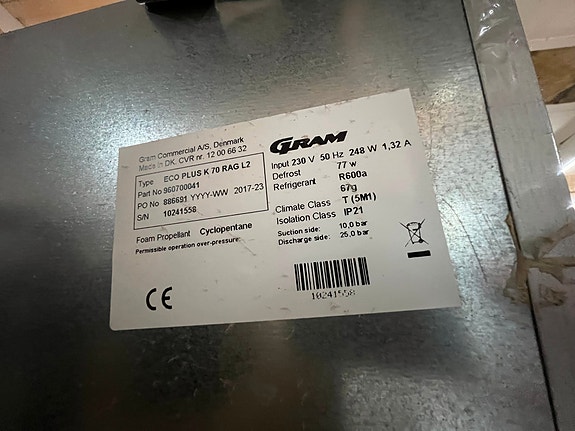 Gram Commercial A/S, Denmark
Made in DK, CVR nr. 12 00 66 32
Type ECO PLUS K 70 RAG L2
Part No 960700041
PO No 886691 YYYY-WW 2017-23
S/N 10241558
Foam Propellant Cyclopentane
Permissible operation over-pressure:
GRAM
Input 230 V 50 Hz 248 W 1,32 A
Defrost 77 w
Refrigerant R600a
67g
Climate Class T (5M1)
Isolation Class IP21
Suction side: 10,0 bar
Discharge side: 25,0 bar
CE
10241558